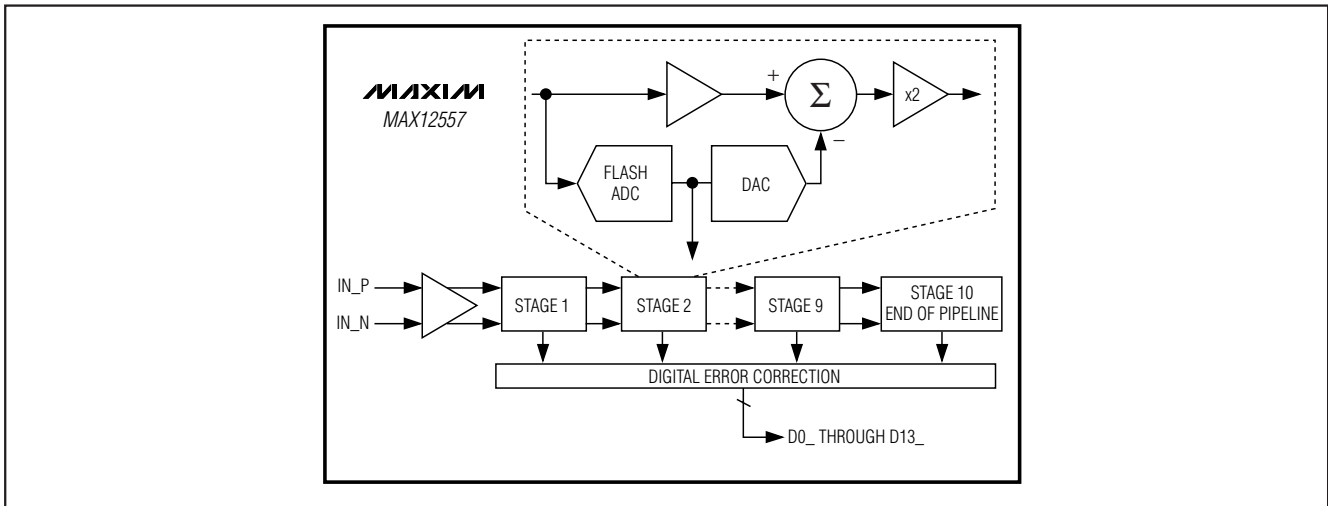 MAXIM
MAX12557
+
Σ
x2
−
FLASH
ADC
DAC
IN_P
IN_N
STAGE 1
STAGE 2
STAGE 9
STAGE 10
END OF PIPELINE
DIGITAL ERROR CORRECTION
D0_ THROUGH D13_